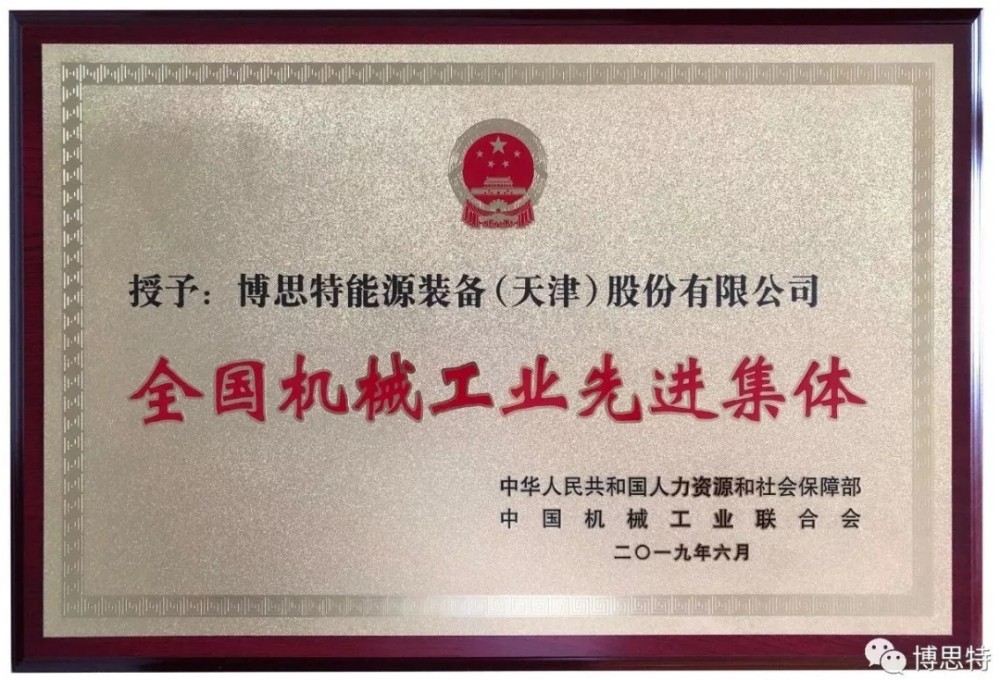 授予：博思特能源装备（天津）股份有限公司
全国机械工业先进集体
中华人民共和国人力资源和社会保障部
中国机械工业联合会
二〇一九年六月
博思特